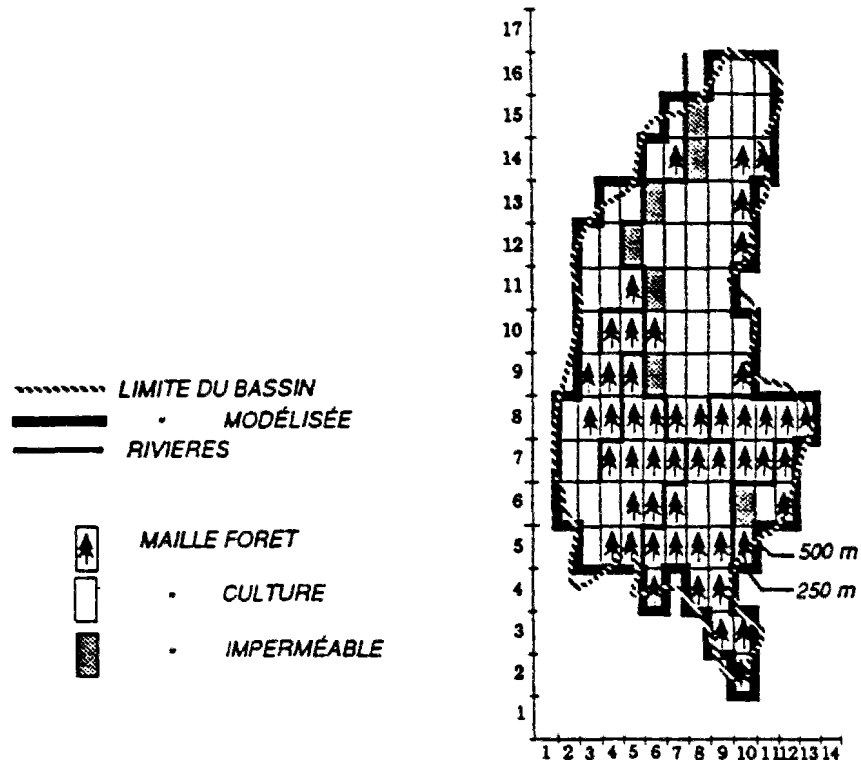 17
16
15
14
13
12
11
10
9
8
7
6
5
4
3
2
1
1 2 3 4 5 6 7 8 9 10 11 12 13 14
LIMITE DU BASSIN
" MODÉLISÉE
RIVIERES
MAILLE FORET
" CULTURE
" IMPERMÉABLE
500 m
250 m